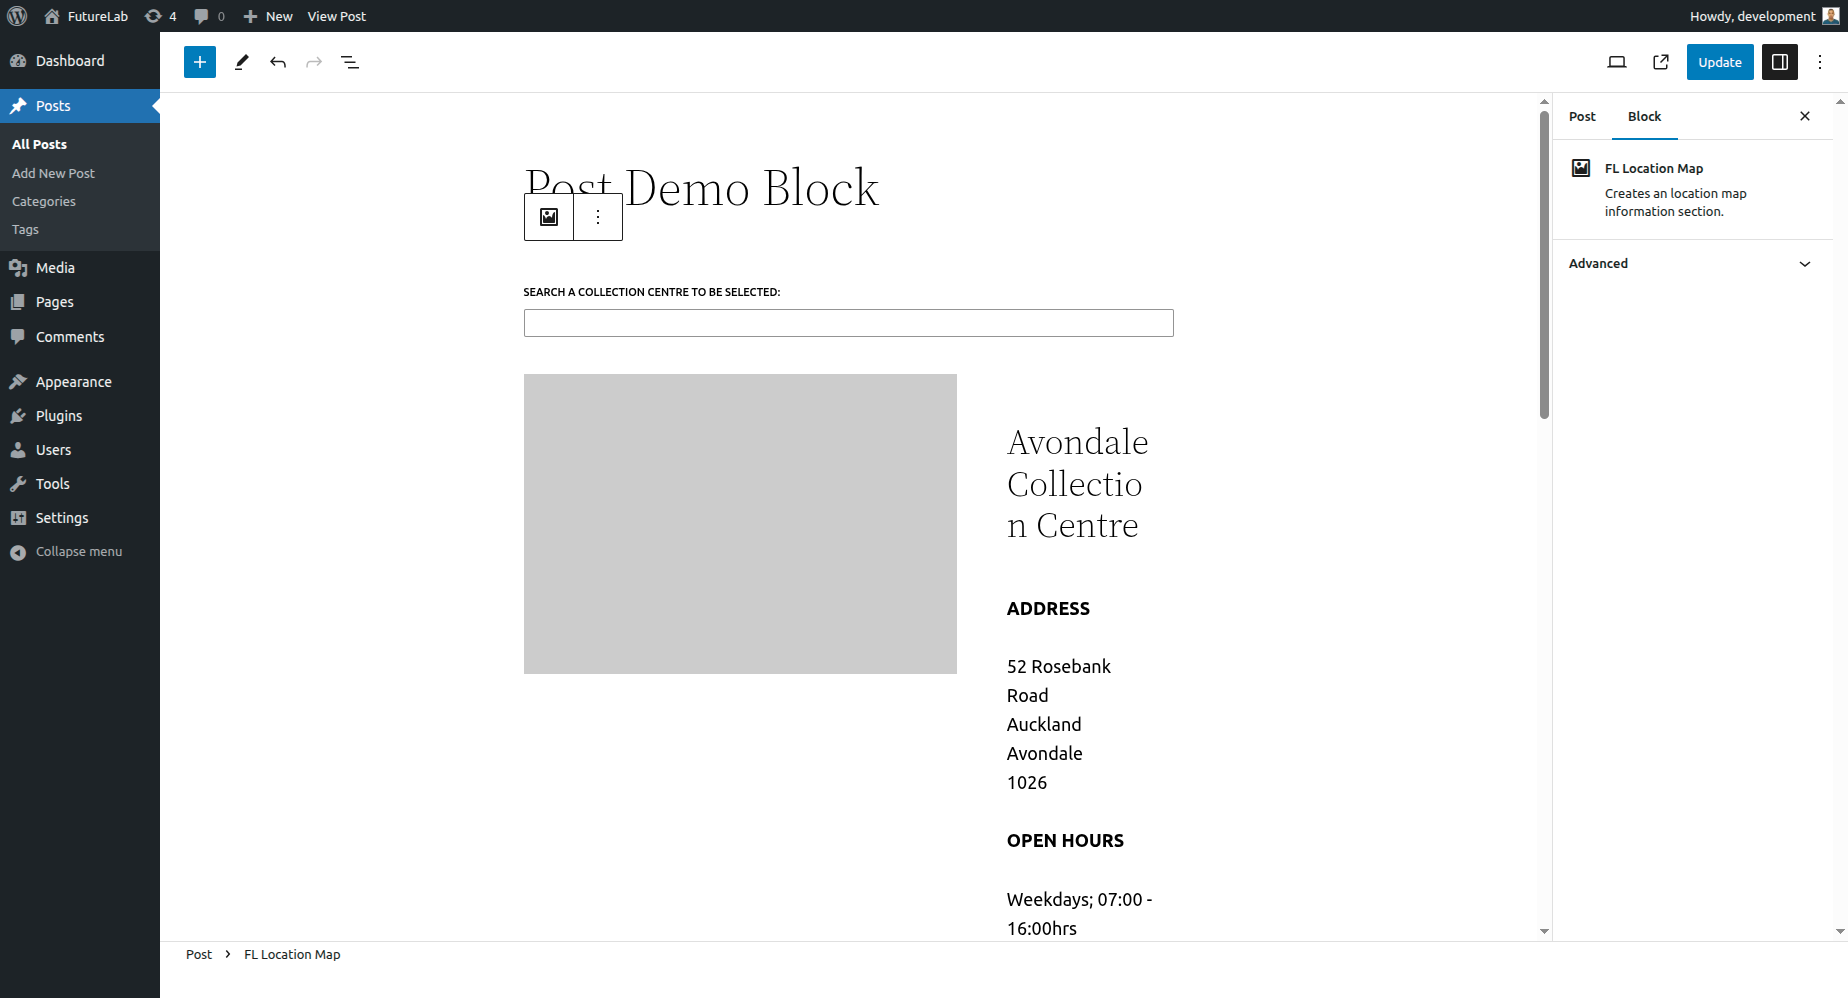 FutureLab 4 0 New View Post Howdy, development
Dashboard
Posts
All Posts
Add New Post
Categories
Tags
Media
Pages
Comments
Appearance
Plugins
Users
Tools
Settings
Collapse menu
Update
Post Demo Block
SEARCH A COLLECTION CENTRE TO BE SELECTED:
Avondale
Collectio
n Centre
ADDRESS
52 Rosebank
Road
Auckland
Avondale
1026
OPEN HOURS
Weekdays; 07:00 -
16:00hrs
Post Block
FL Location Map
Creates an location map
information section.
Advanced
Post › FL Location Map